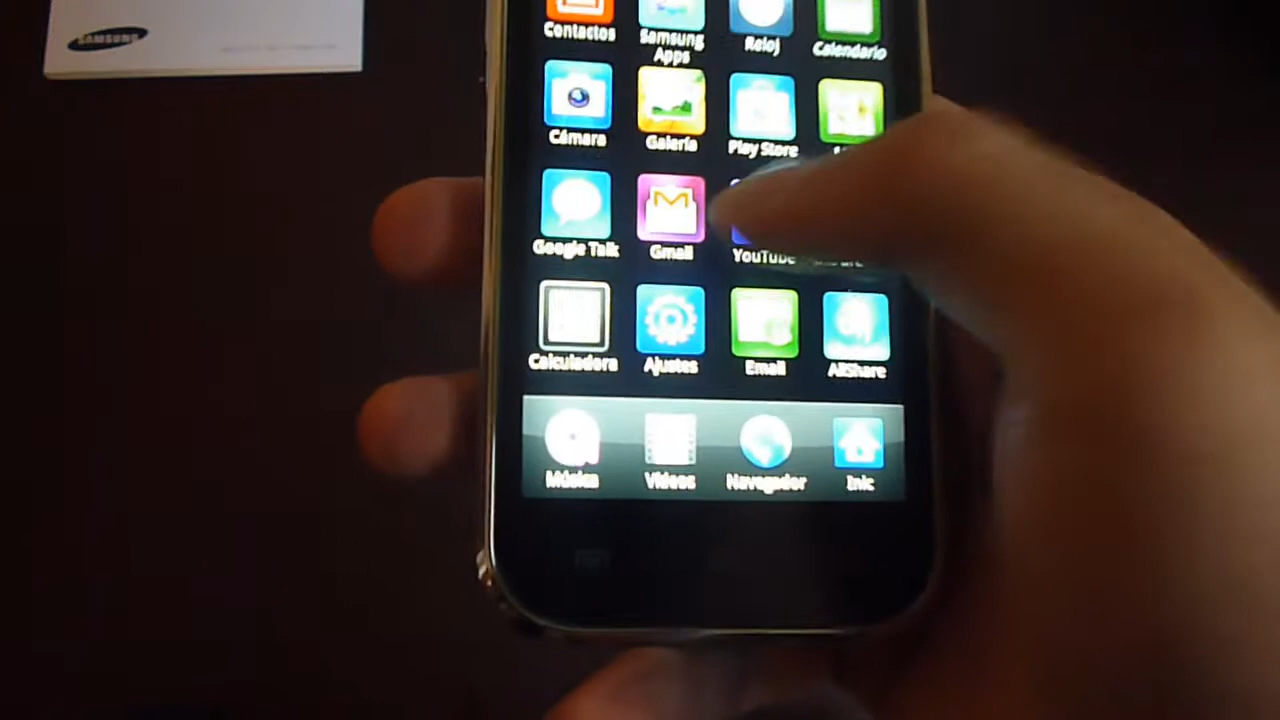 SAMSUNG
Contactos
Samsung
Apps
Reloj
Calendario
Cámara
Galería
Play Store
Google Talk
Gmail
YouTube
Calculadora
Ajustes
Email
AllShare
Música
Vídeos
Navegador
Inic